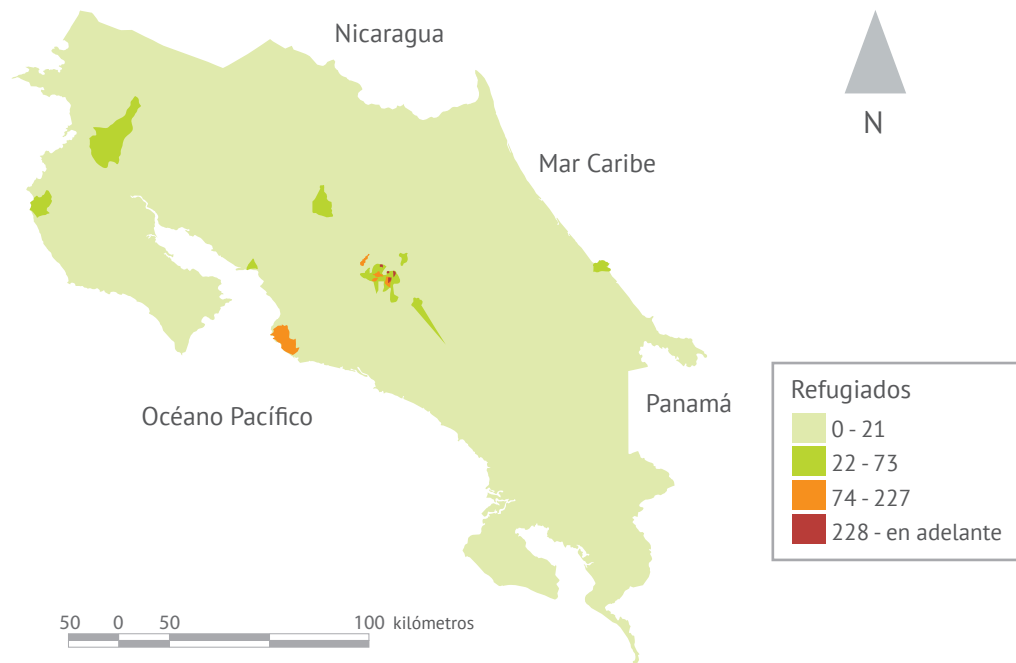 Nicaragua
N
Mar Caribe
Océano Pacífico
Panamá
Refugiados
0 - 21
22 - 73
74 - 227
228 - en adelante
50 0 50 100 kilómetros